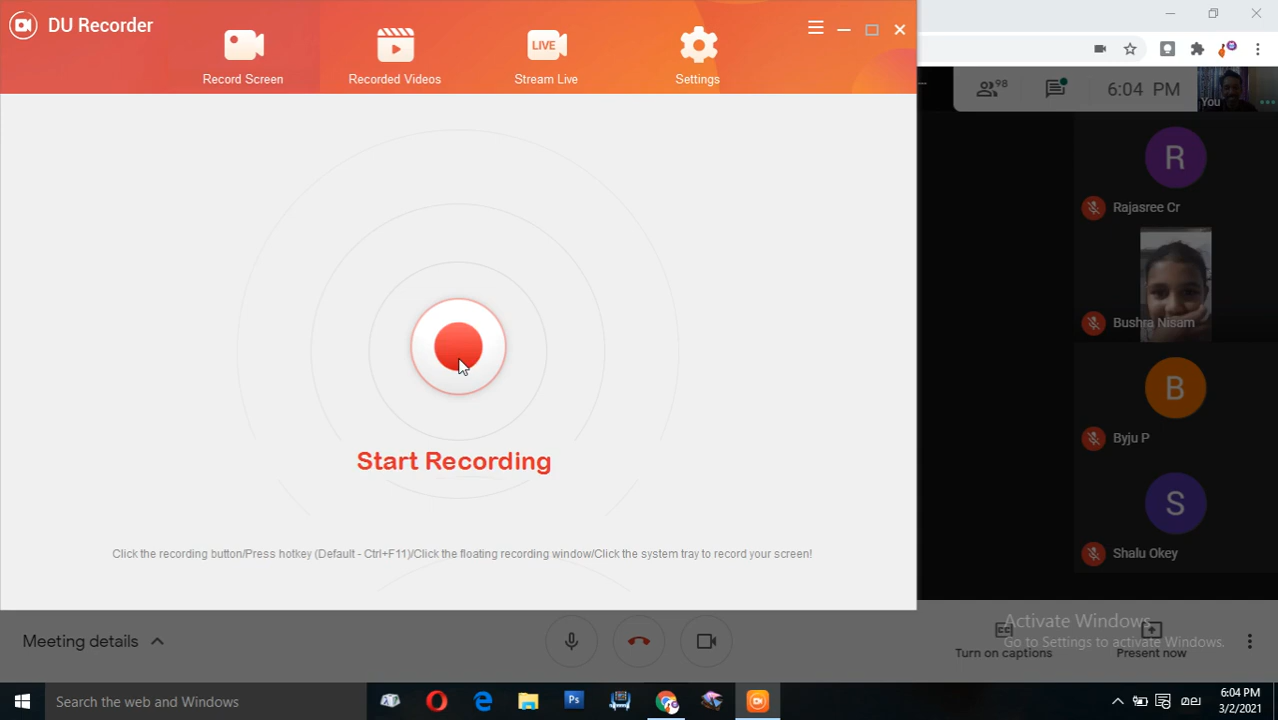 DU Recorder
Record Screen
LIVE
Recorded Videos
Stream Live
Settings
98
6:04 PM
You
R
Rajasree Cr
Bushra Nisam
B
Byju P
S
Shalu Okey
Start Recording
Click the recording button/Press hotkey (Default - Ctrl+F11)/Click the floating recording window/Click the system tray to record your screen!
Meeting details
CC
Turn on captions
Present now
Activate Windows
Go to Settings to activate Windows.
Search the web and Windows
Ps
6:04 PM
3/2/2021